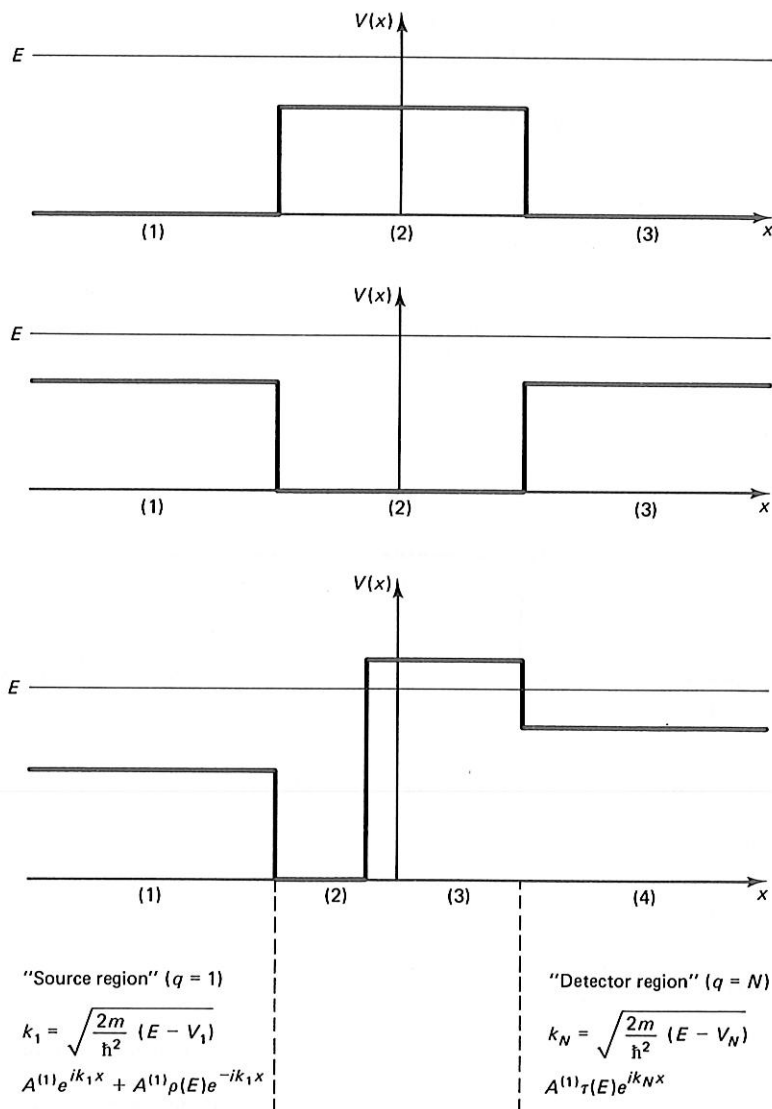 V(x)
E
(1) (2) (3) x
V(x)
E
(1) (2) (3) x
V(x)
E
(1) (2) (3) (4) x
"Source region" (q = 1) "Detector region" (q = N)
k₁ = √(2m/ħ² (E − V₁)) k_N = √(2m/ħ² (E − V_N))
A⁽¹⁾e^{ik₁x} + A⁽¹⁾ρ(E)e^{−ik₁x} A⁽¹⁾τ(E)e^{ik_Nx}